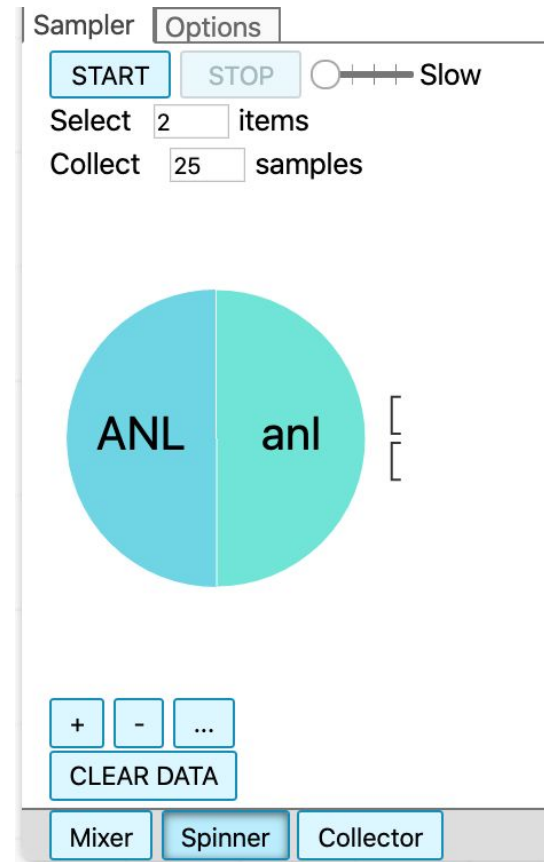 Sampler Options
START STOP Slow
Select 2 items
Collect 25 samples
ANL anl
+ - ...
CLEAR DATA
Mixer Spinner Collector